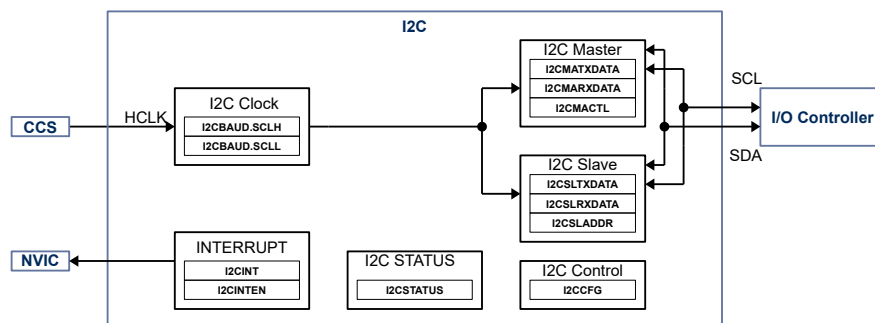 I2C
I2C Master
I2CMATXDATA
I2CMARXDATA
I2CMACTL
SCL
I2C Clock
I2CBAUD.SCLH
I2CBAUD.SCLL
CCS
HCLK
I/O Controller
SDA
I2C Slave
I2CSLTXDATA
I2CSLRXDATA
I2CSLADDR
INTERRUPT
I2CINT
I2CINTEN
NVIC
I2C STATUS
I2CSTATUS
I2C Control
I2CCFG